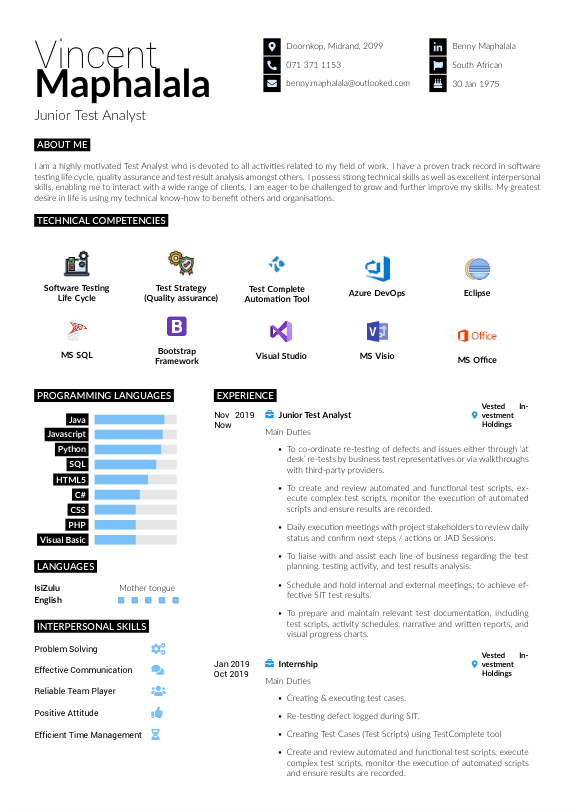 Vincent
Maphalala
Junior Test Analyst
Doornkop, Midrand, 2099
071 371 1153
benny.maphalala@outlooked.com
Benny Maphalala
South African
30 Jan 1975
ABOUT ME
I am a highly motivated Test Analyst who is devoted to all activities related to my field of work. I have a proven track record in software
testing life cycle, quality assurance and test result analysis amongst others. I possess strong technical skills as well as excellent interpersonal
skills, enabling me to interact with a wide range of clients. I am eager to be challenged to grow and further improve my skills. My greatest
desire in life is using my technical know-how to benefit others and organisations.
TECHNICAL COMPETENCIES
Software Testing
Life Cycle
Test Strategy
(Quality assurance)
Test Complete
Automation Tool
Azure DevOps
Eclipse
MS SQL
B
Bootstrap
Framework
Visual Studio
MS Visio
Office
MS Office
PROGRAMMING LANGUAGES
Java
Javascript
Python
SQL
HTML5
C#
CSS
PHP
Visual Basic
LANGUAGES
IsiZulu Mother tongue
English
INTERPERSONAL SKILLS
Problem Solving
Effective Communication
Reliable Team Player
Positive Attitude
Efficient Time Management
EXPERIENCE
Nov 2019
Now
Junior Test Analyst
Vested In-
vestment
Holdings
Main Duties
• To co-ordinate re-testing of defects and issues either through 'at
desk' re-tests by business test representatives or via walkthroughs
with third-party providers.
• To create and review automated and functional test scripts, ex-
ecute complex test scripts, monitor the execution of automated
scripts and ensure results are recorded.
• Daily execution meetings with project stakeholders to review daily
status and confirm next steps / actions or JAD Sessions.
• To liaise with and assist each line of business regarding the test
planning, testing activity, and test results analysis.
• Schedule and hold internal and external meetings; to achieve ef-
fective SIT test results.
• To prepare and maintain relevant test documentation, including
test scripts, activity schedules, narrative and written reports, and
visual progress charts.
Jan 2019
Oct 2019
Internship
Vested In-
vestment
Holdings
Main Duties
• Creating & executing test cases.
• Re-testing defect logged during SIT.
• Creating Test Cases (Test Scripts) using TestComplete tool
• Create and review automated and functional test scripts, execute
complex test scripts, monitor the execution of automated scripts
and ensure results are recorded.